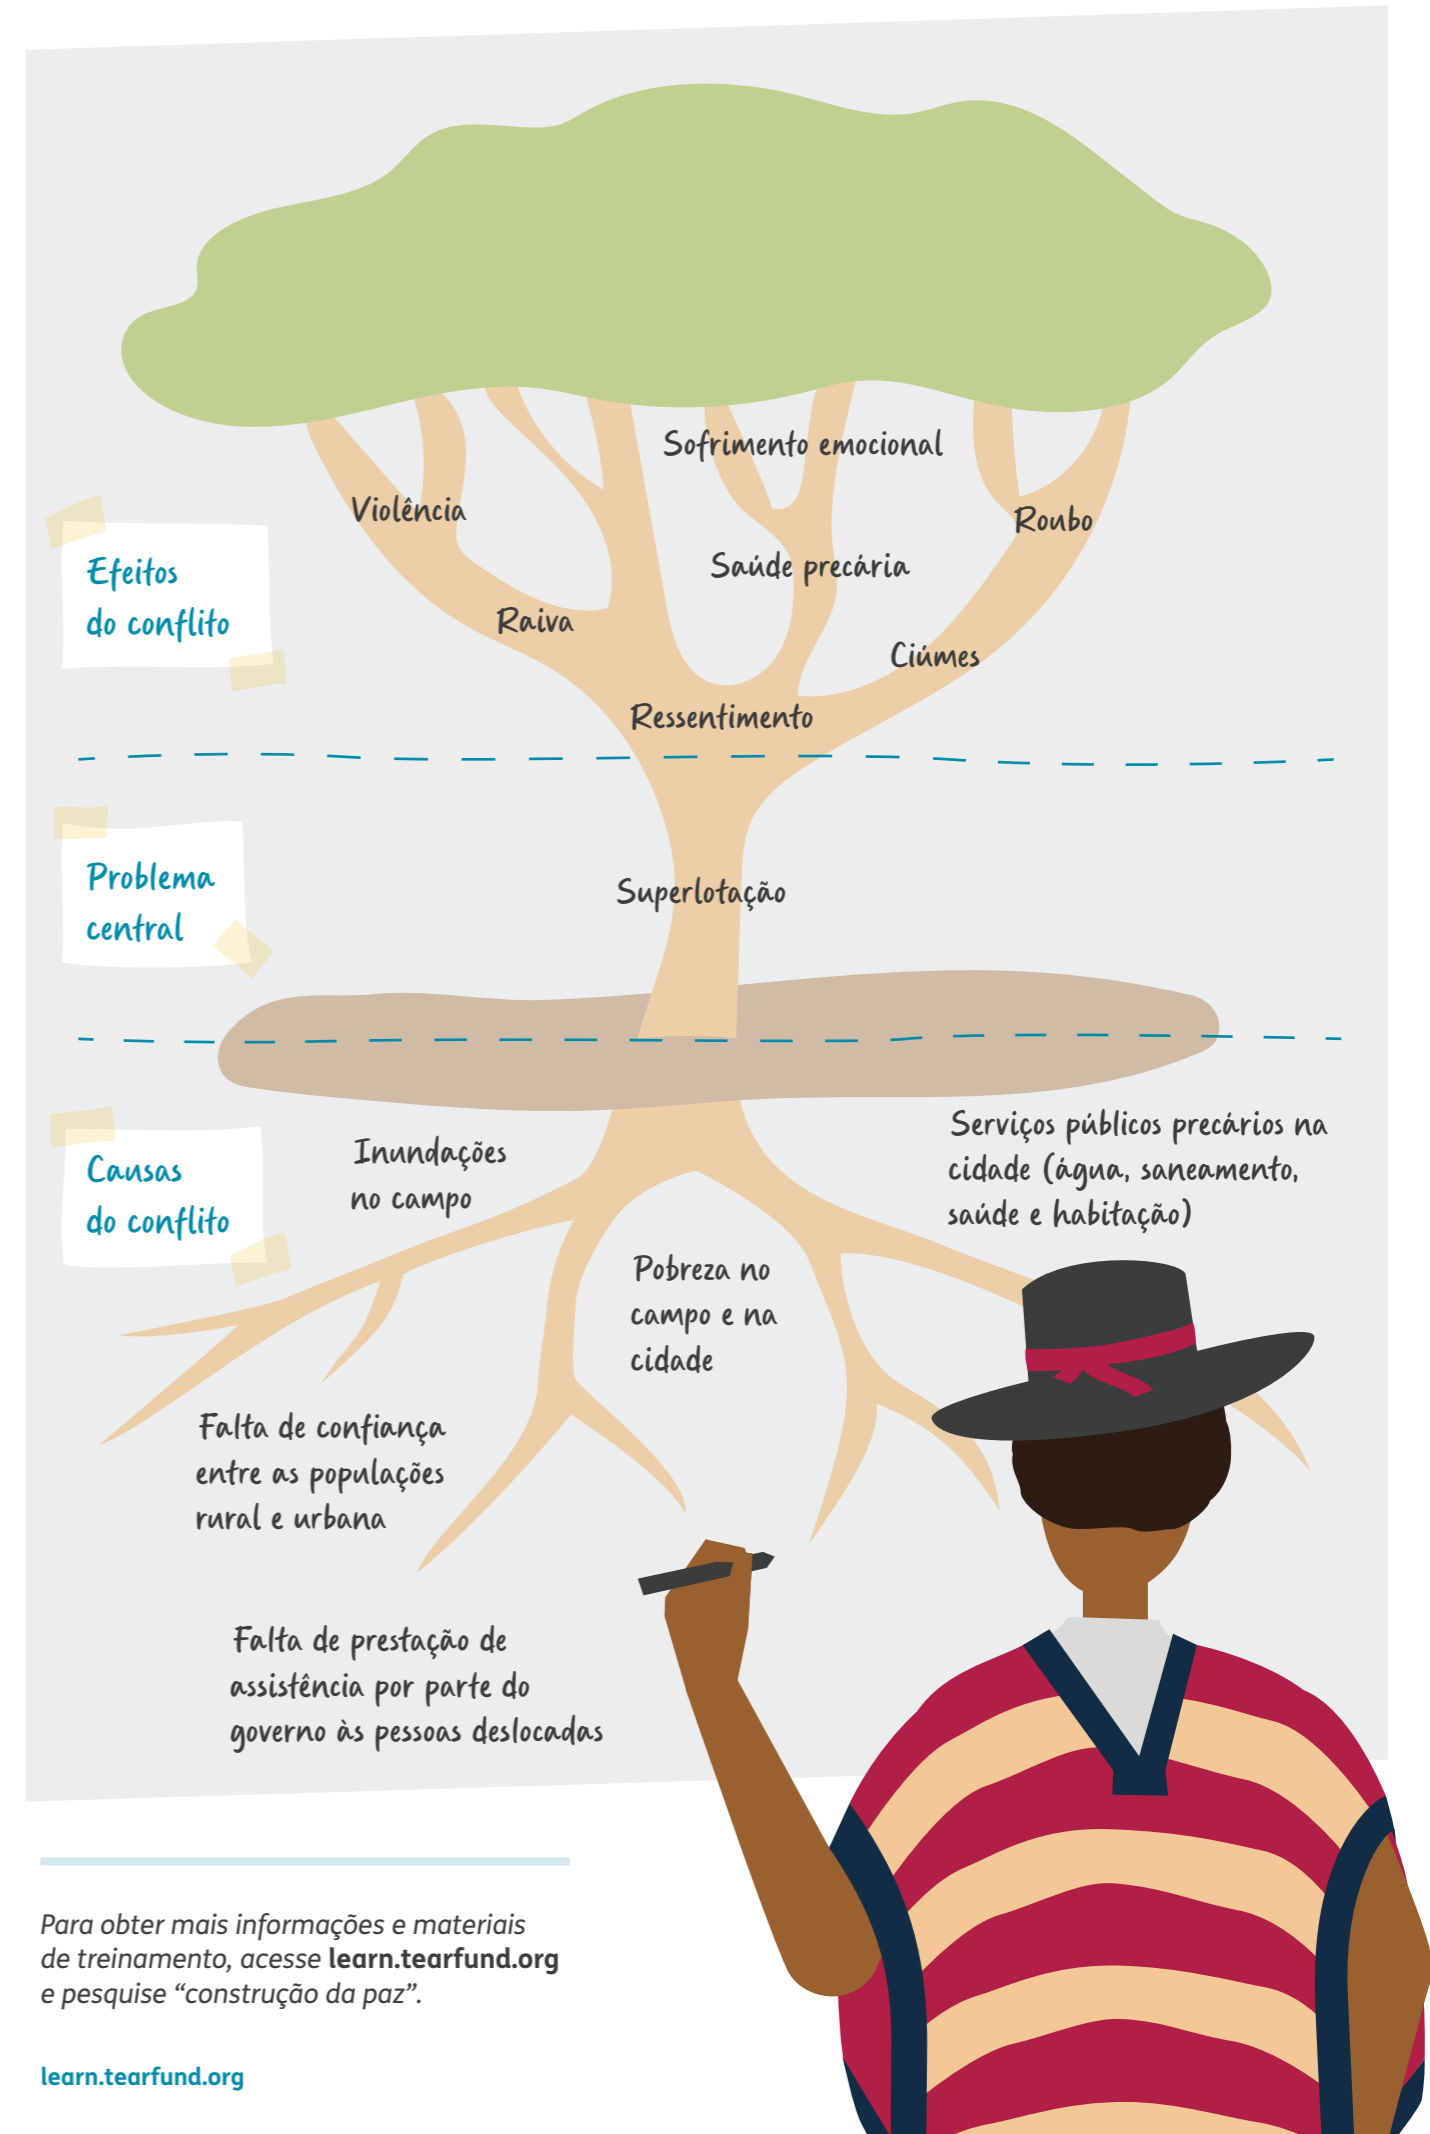 Sofrimento emocional
Violência
Roubo
Saúde precária
Efeitos
do conflito
Raiva
Ciúmes
Ressentimento
Problema
central
Superlotação
Causas
do conflito
Inundações
no campo
Serviços públicos precários na
cidade (água, saneamento,
saúde e habitação)
Pobreza no
campo e na
cidade
Falta de confiança
entre as populações
rural e urbana
Falta de prestação de
assistência por parte do
governo às pessoas deslocadas
Para obter mais informações e materiais
de treinamento, acesse learn.tearfund.org
e pesquise “construção da paz”.
learn.tearfund.org